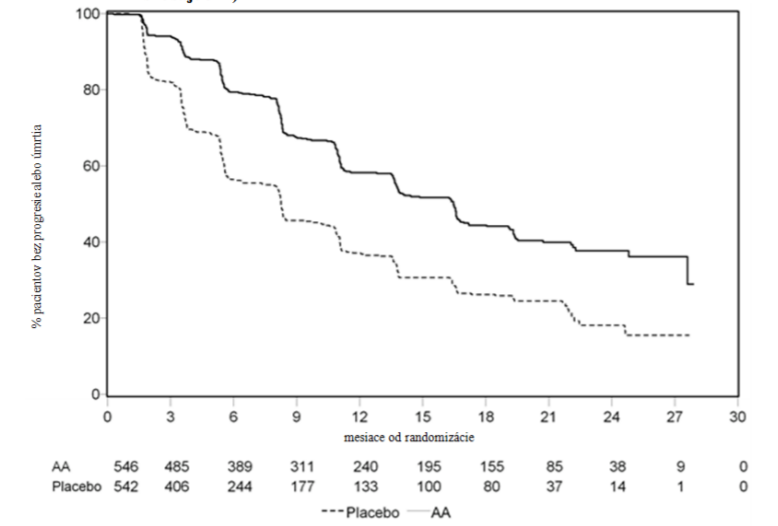 100
80
60
40
20
0
% pacientov bez progresie alebo úmrtia
0 3 6 9 12 15 18 21 24 27 30
mesiace od randomizácie
AA 546 485 389 311 240 195 155 85 38 9 0
Placebo 542 406 244 177 133 100 80 37 14 1 0
Placebo AA